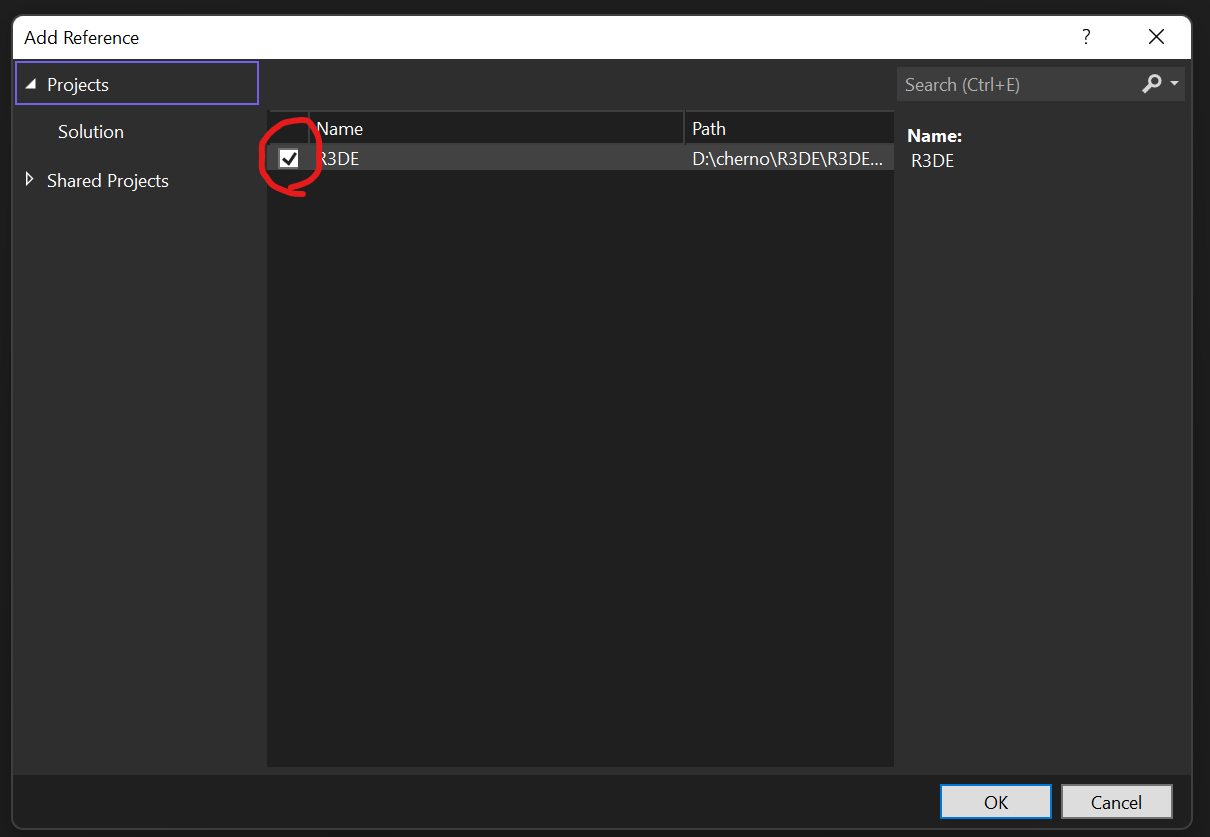 Add Reference
?
Projects
Search (Ctrl+E)
Solution
Shared Projects
Name Path
R3DE D:\cherno\R3DE\R3DE...
Name:
R3DE
OK Cancel